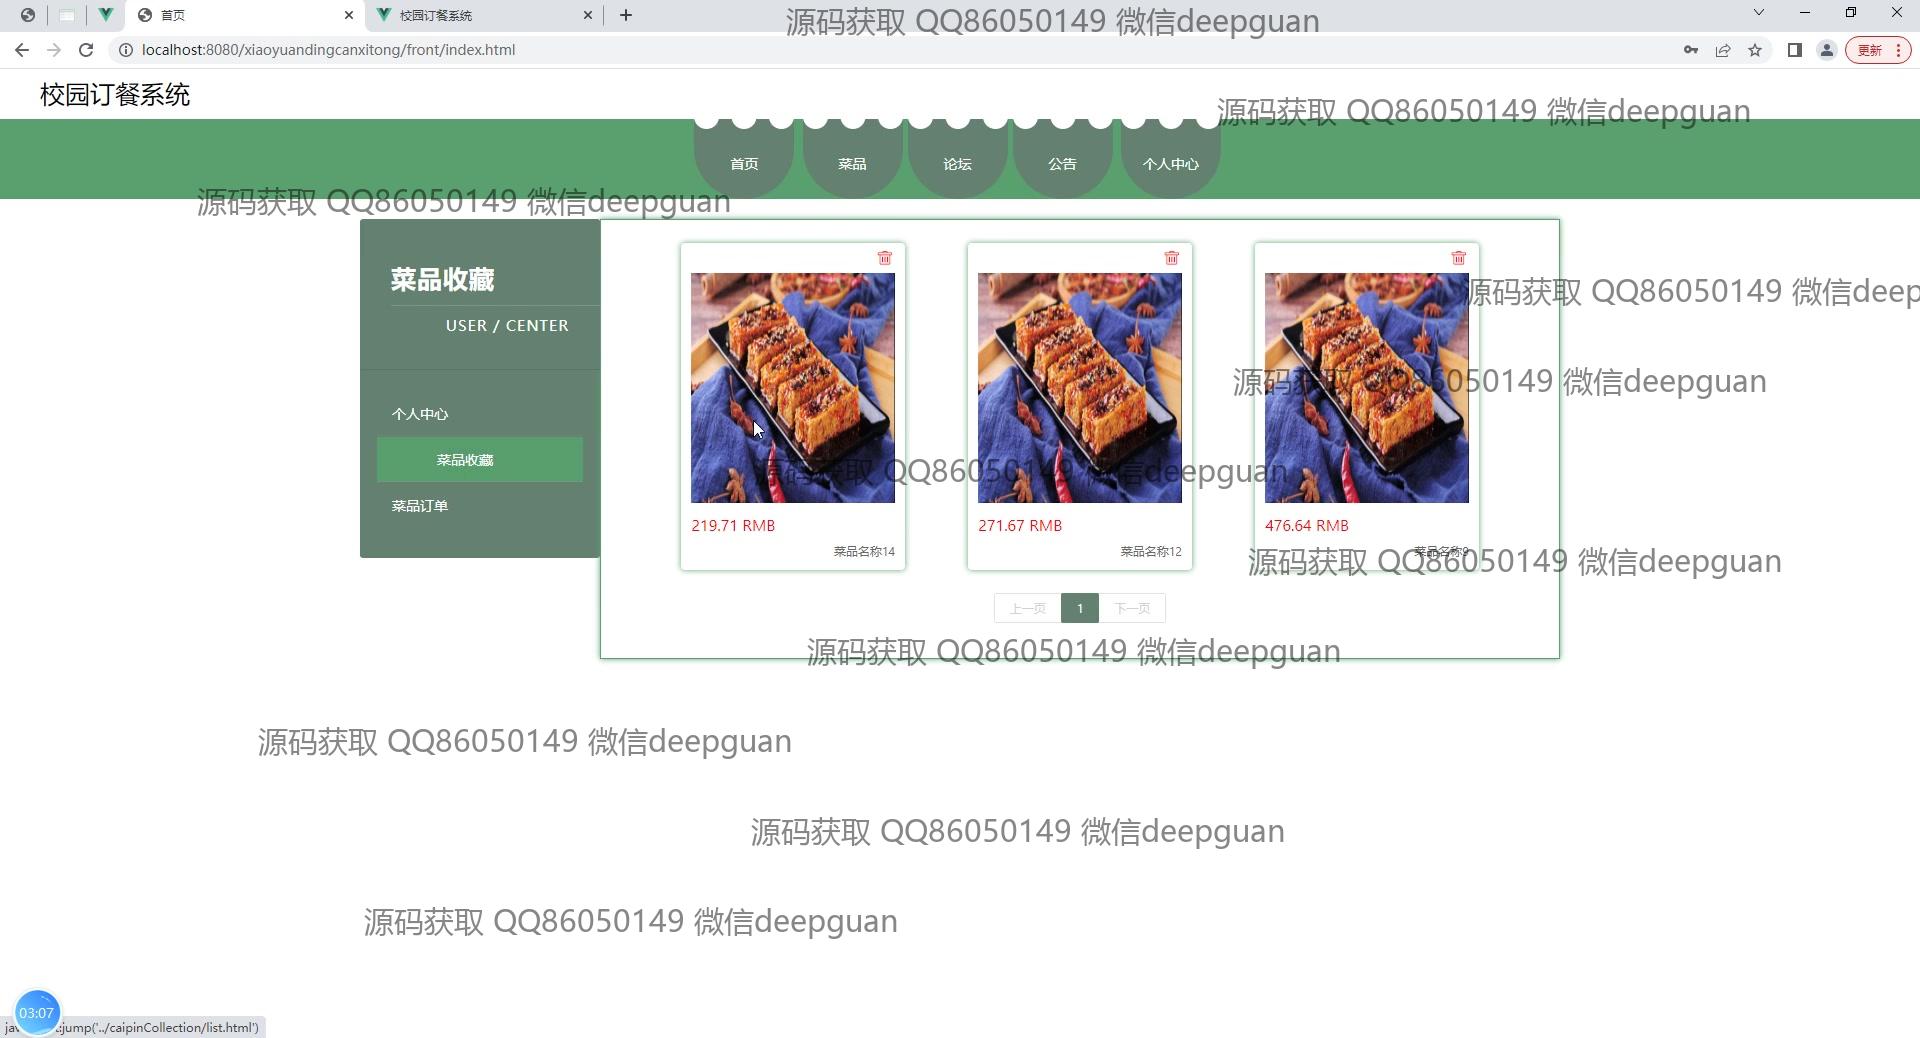 首页
校园订餐系统
源码获取 QQ86050149 微信deepguan
localhost:8080/xiaoyuandingcanxitong/front/index.html
更新
校园订餐系统
源码获取 QQ86050149 微信deepguan
首页
菜品
论坛
公告
个人中心
源码获取 QQ86050149 微信deepguan
菜品收藏
源码获取 QQ86050149 微信deep
USER / CENTER
源码获取 QQ86050149 微信deepguan
个人中心
菜品收藏
源码获取 QQ86050149 微信deepguan
菜品订单
219.71 RMB
271.67 RMB
476.64 RMB
菜品名称14
菜品名称12
菜品名称9
源码获取 QQ86050149 微信deepguan
上一页
1
下一页
源码获取 QQ86050149 微信deepguan
源码获取 QQ86050149 微信deepguan
源码获取 QQ86050149 微信deepguan
源码获取 QQ86050149 微信deepguan
03:07
:jump('../caipinCollection/list.html')